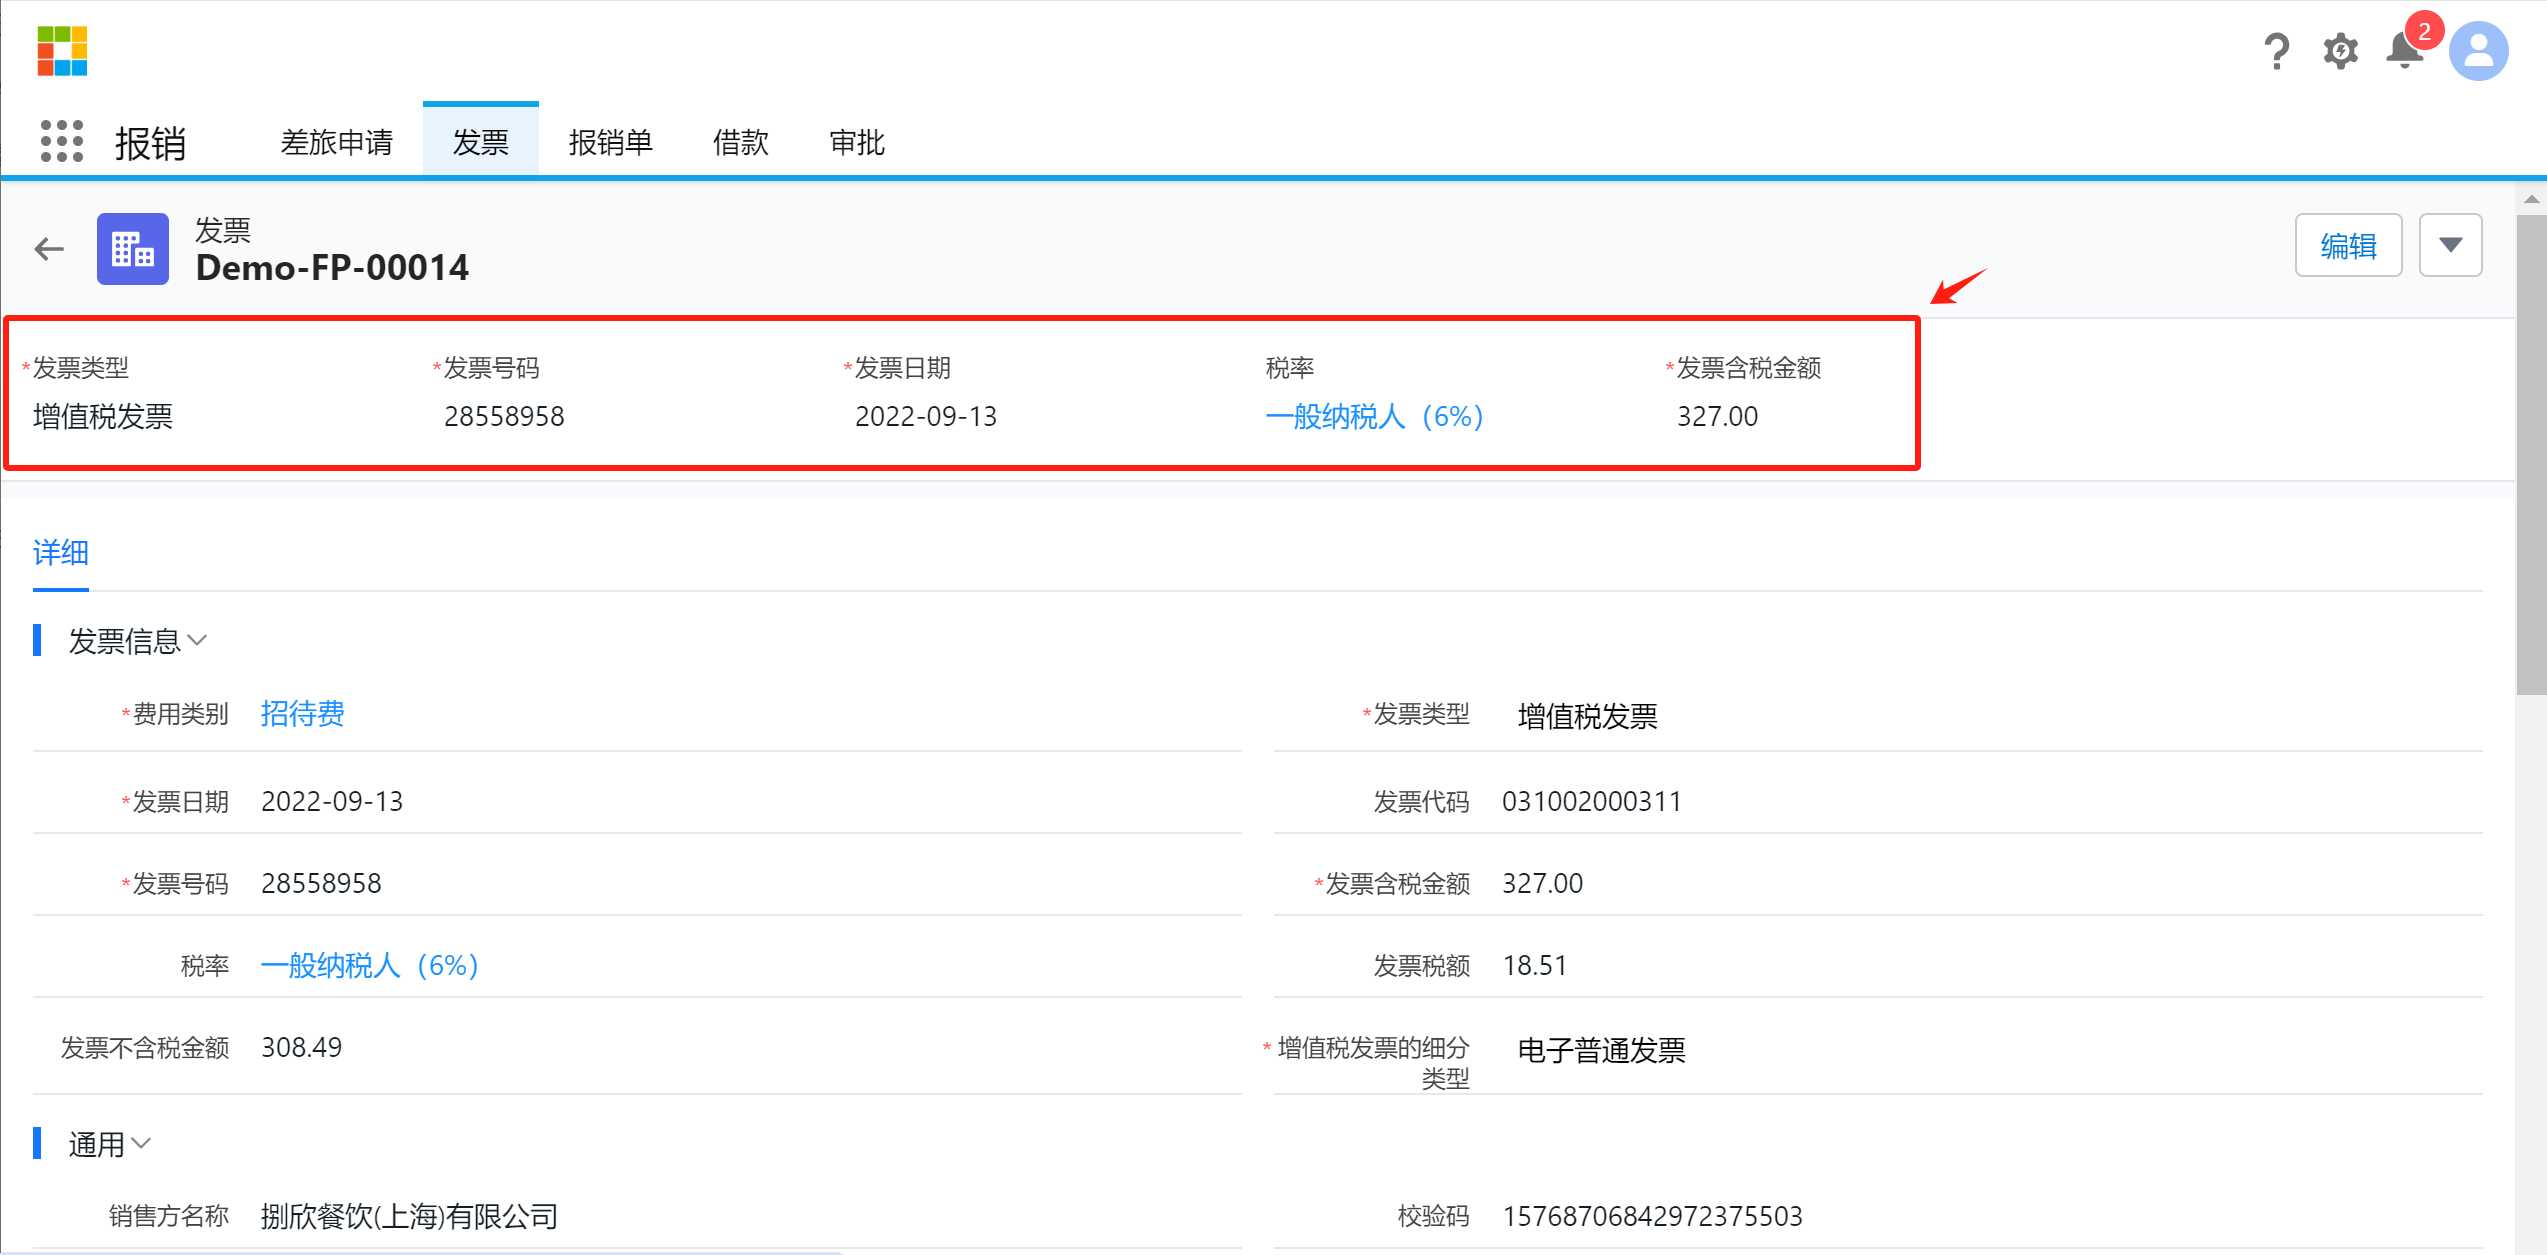 2
报销 差旅申请 发票 报销单 借款 审批
发票
Demo-FP-00014
编辑
*发票类型 *发票号码 *发票日期 税率 *发票含税金额
增值税发票 28558958 2022-09-13 一般纳税人（6%） 327.00
详细
发票信息
*费用类别 招待费 *发票类型 增值税发票
*发票日期 2022-09-13 发票代码 031002000311
*发票号码 28558958 *发票含税金额 327.00
税率 一般纳税人（6%） 发票税额 18.51
发票不含税金额 308.49 *增值税发票的细分 电子普通发票
类型
通用
销售方名称 捌欣餐饮(上海)有限公司 校验码 15768706842972375503